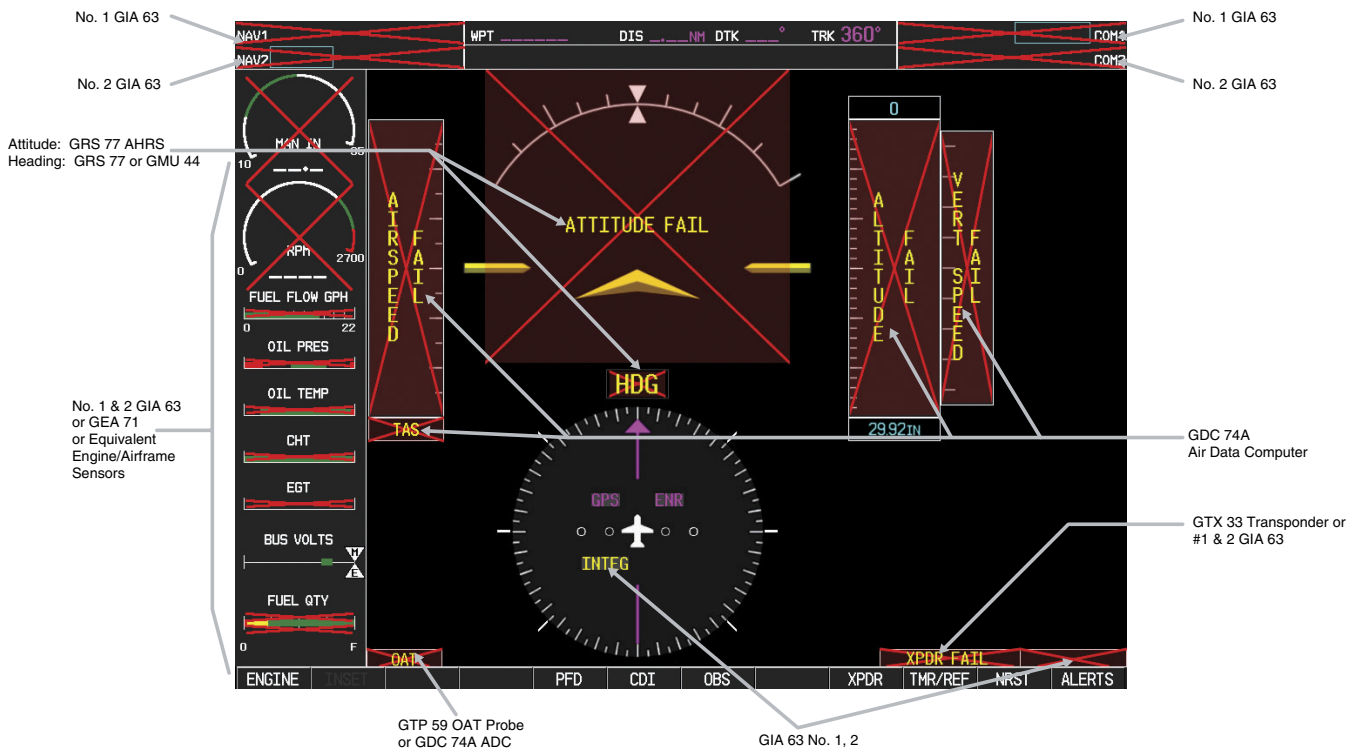 No. 1 GIA 63
No. 1 GIA 63
NAV1
WPT ______ DIS _.__NM DTK ___° TRK 360°
COM1
NAV2
COM2
No. 2 GIA 63
No. 2 GIA 63
0
Attitude: GRS 77 AHRS
Heading: GRS 77 or GMU 44
MAN IN
10
35
__._
AIRSPEED FAIL
ATTITUDE FAIL
ALTITUDE FAIL
VERT SPEED FAIL
RPM
0
2700
____
FUEL FLOW GPH
0 22
OIL PRES
HDG
OIL TEMP
No. 1 & 2 GIA 63
or GEA 71
or Equivalent
Engine/Airframe
Sensors
TAS
29.92IN
GDC 74A
Air Data Computer
CHT
EGT
GPS ENR
GTX 33 Transponder or
#1 & 2 GIA 63
BUS VOLTS
M
E
INTEG
FUEL QTY
0 F
OAT
XPDR FAIL
ENGINE INSET PFD CDI OBS XPDR TMR/REF NRST ALERTS
GTP 59 OAT Probe
or GDC 74A ADC
GIA 63 No. 1, 2